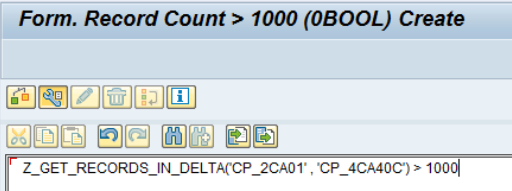 Form. Record Count > 1000 (0BOOL) Create
Z_GET_RECORDS_IN_DELTA('CP_2CA01' , 'CP_4CA40C') > 1000